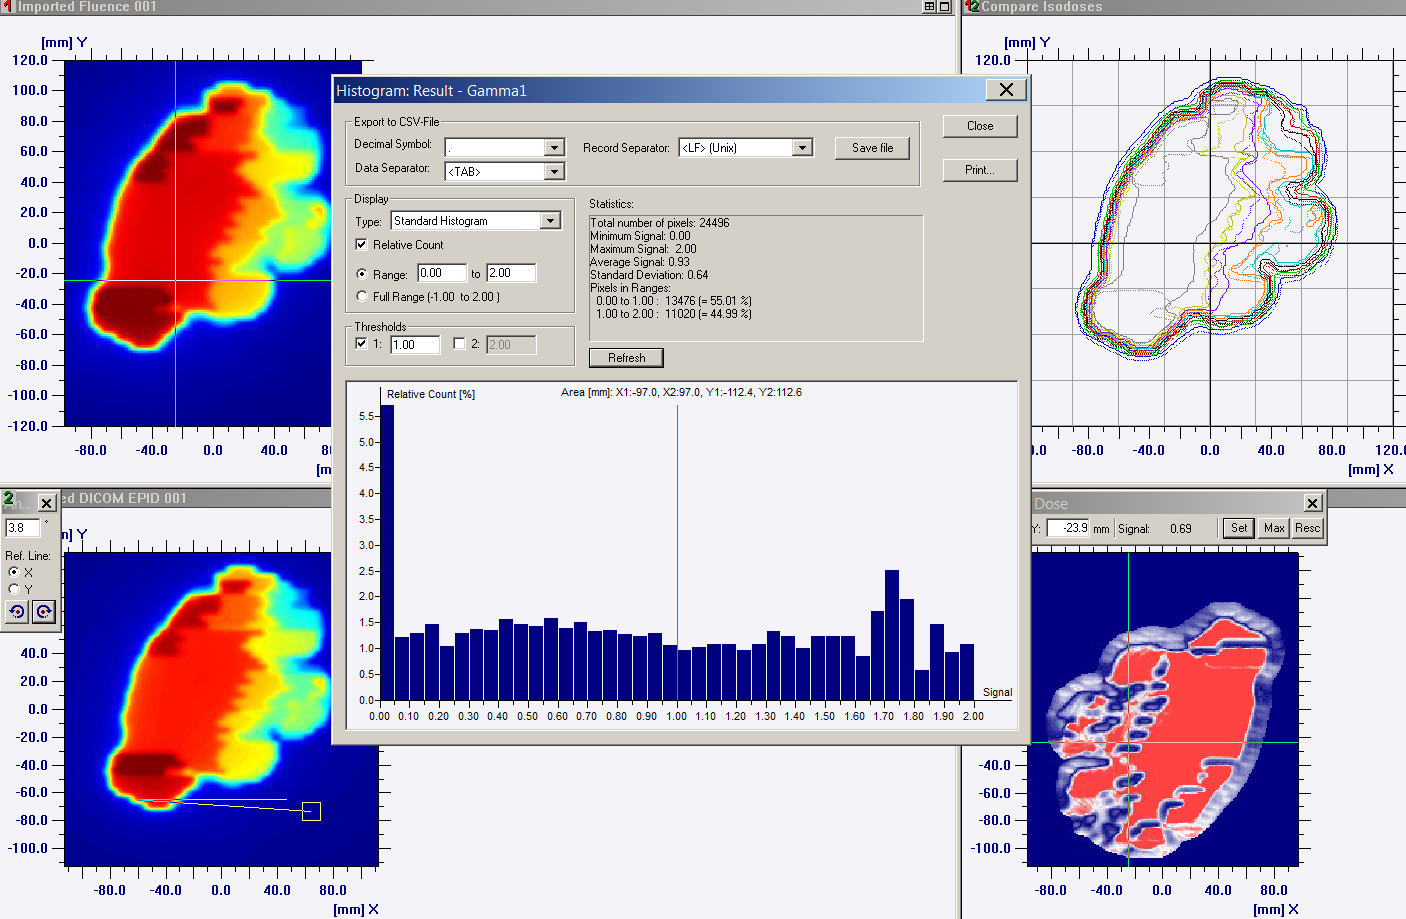 1 Imported Fluence 001
12 Compare Isodoses
[mm] Y
120.0
100.0
80.0
60.0
40.0
20.0
0.0
-20.0
-40.0
-60.0
-80.0
-100.0
-120.0
-80.0 -40.0 0.0 40.0
[mm] Y
120.0
-40.0 0.0 40.0 80.0 120.0
[mm] X
Histogram: Result - Gamma1
Export to CSV-File
Decimal Symbol: .
Record Separator: <LF> (Unix)
Save file
Data Separator: <TAB>
Close
Print...
Display
Type: Standard Histogram
Relative Count
Range: 0.00 to 2.00
Full Range (-1.00 to 2.00 )
Thresholds
1: 1.00 2: 2.00
Statistics:
Total number of pixels: 24496
Minimum Signal: 0.00
Maximum Signal: 2.00
Average Signal: 0.93
Standard Deviation: 0.64
Pixels in Ranges:
0.00 to 1.00 : 13476 (= 55.01 %)
1.00 to 2.00 : 11020 (= 44.99 %)
Refresh
Relative Count [%]
Area [mm]: X1:-97.0, X2:97.0, Y1:-112.4, Y2:112.6
5.5
5.0
4.5
4.0
3.5
3.0
2.5
2.0
1.5
1.0
0.5
0.0
Signal
0.00 0.10 0.20 0.30 0.40 0.50 0.60 0.70 0.80 0.90 1.00 1.10 1.20 1.30 1.40 1.50 1.60 1.70 1.80 1.90 2.00
2
DICOM EPID 001
3.8 °
Ref. Line:
X
Y
Y
40.0
20.0
0.0
-20.0
-40.0
-60.0
-80.0
-100.0
-80.0 -40.0 0.0 40.0 80.0
[mm] X
Dose
Y: -23.9 mm Signal: 0.69 Set Max Resc
-40.0
-60.0
-80.0
-100.0
-80.0 -40.0 0.0 40.0 80.0
[mm] X